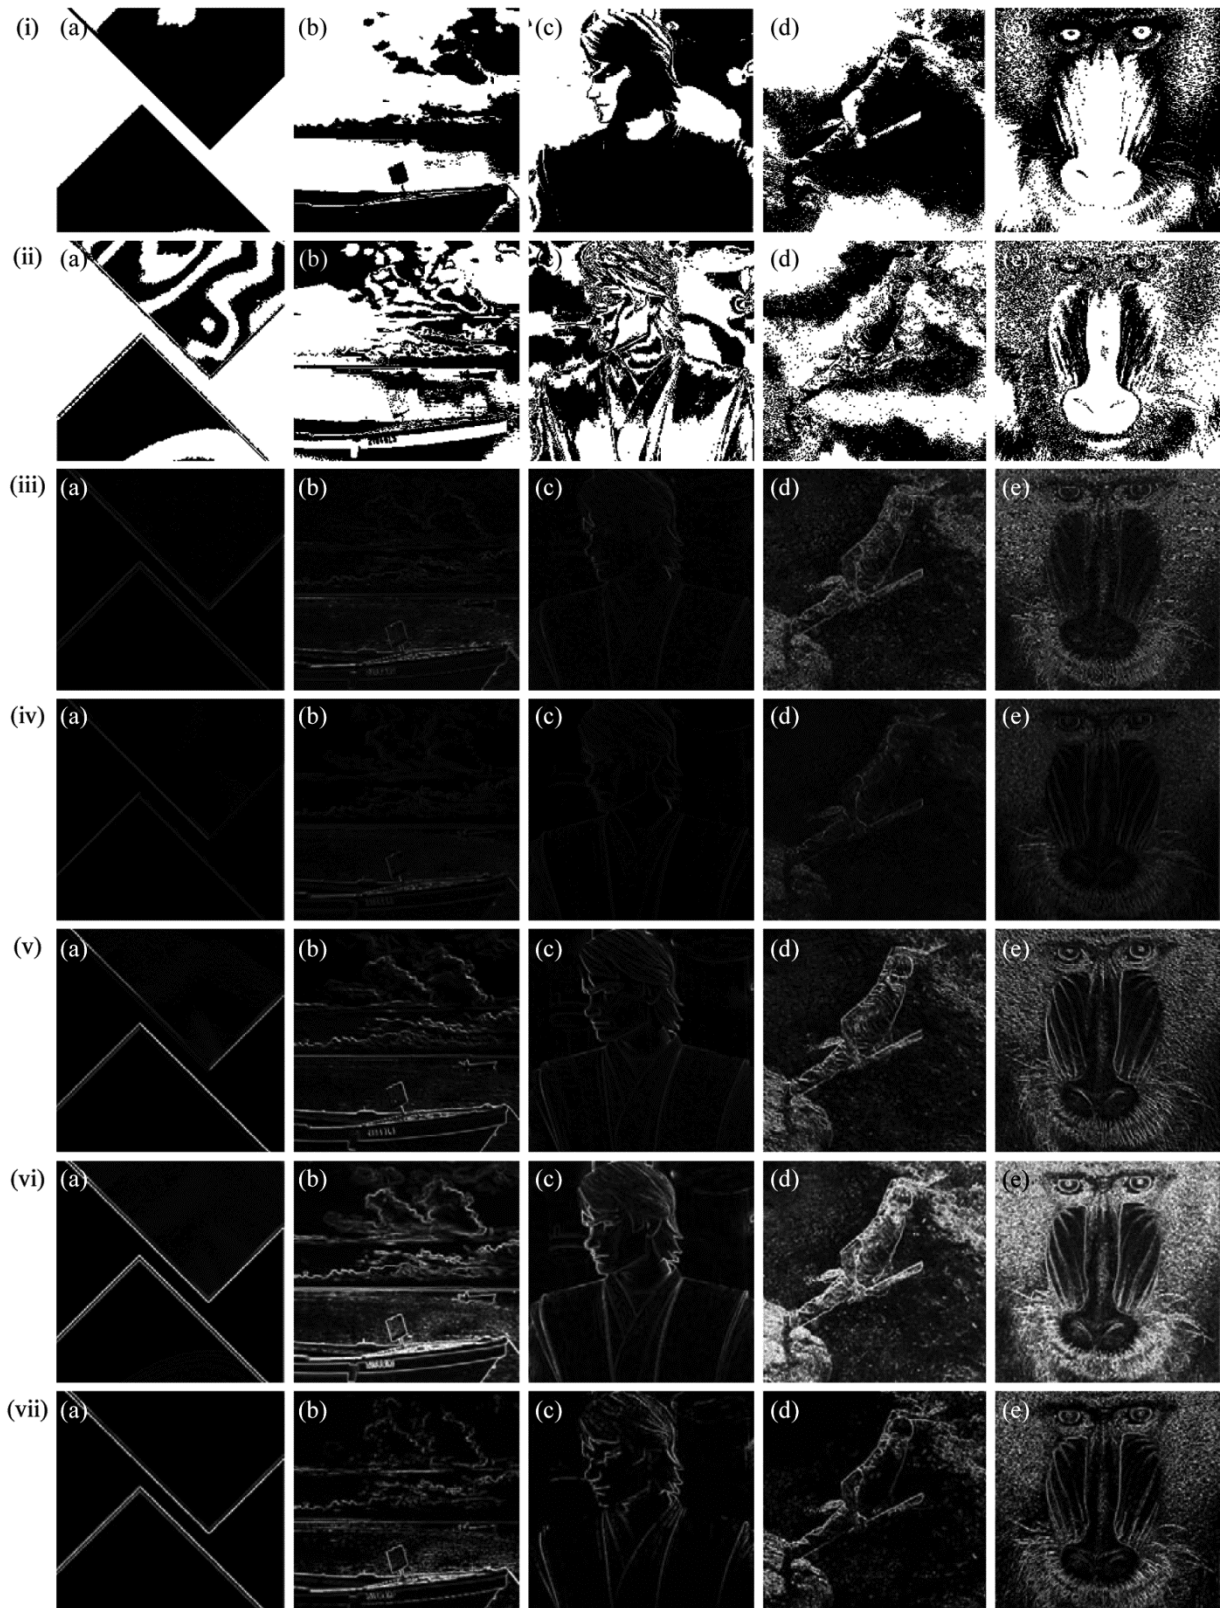 (i) (a) (b) (c) (d) (e)
(ii) (a) (b) (c) (d) (e)
(iii) (a) (b) (c) (d) (e)
(iv) (a) (b) (c) (d) (e)
(v) (a) (b) (c) (d) (e)
(vi) (a) (b) (c) (d) (e)
(vii) (a) (b) (c) (d) (e)